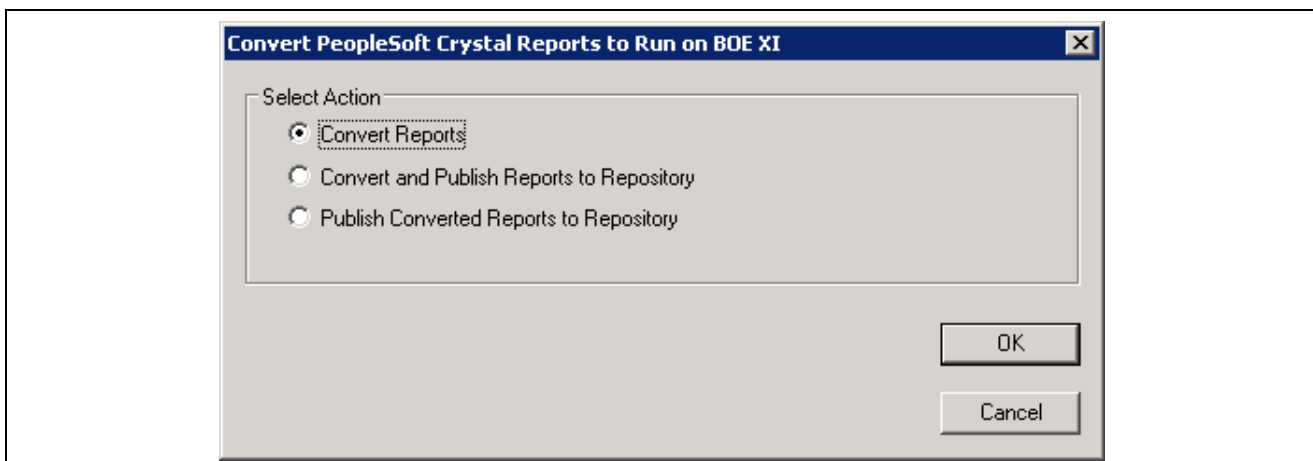 Convert PeopleSoft Crystal Reports to Run on BOE XI
Select Action
Convert Reports
Convert and Publish Reports to Repository
Publish Converted Reports to Repository
OK
Cancel